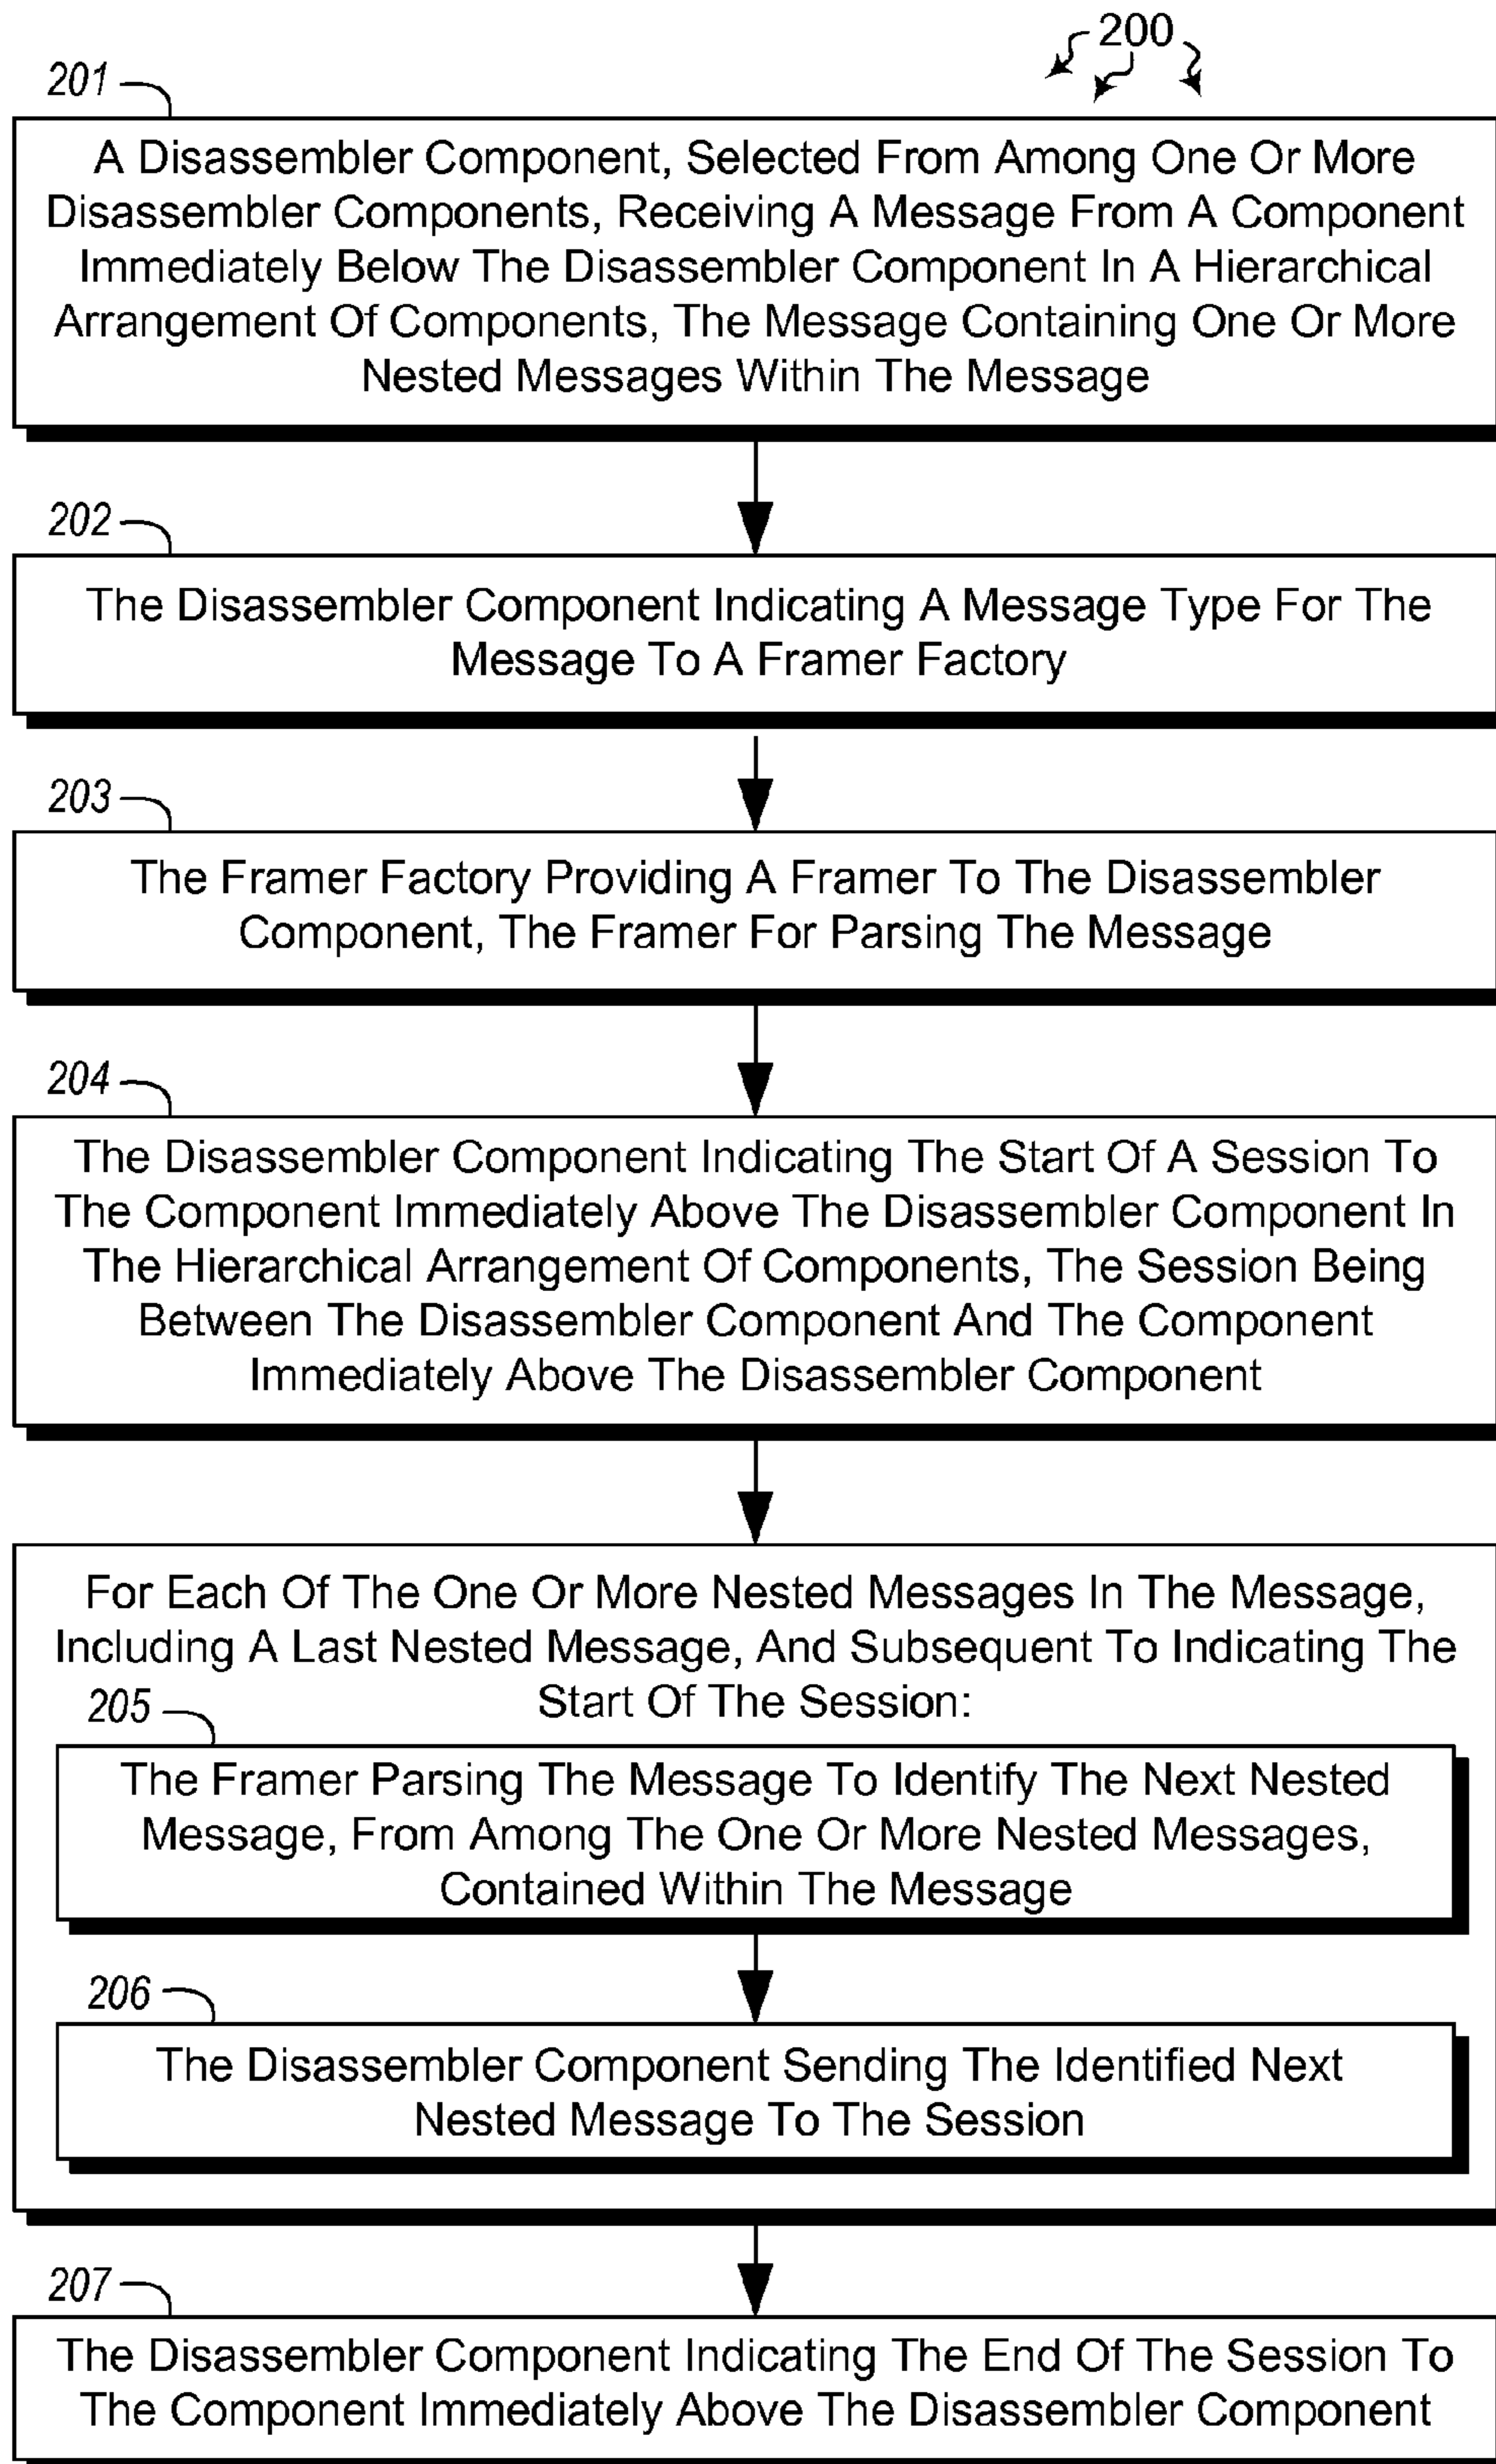 200
201
A Disassembler Component, Selected From Among One Or More
Disassembler Components, Receiving A Message From A Component
Immediately Below The Disassembler Component In A Hierarchical
Arrangement Of Components, The Message Containing One Or More
Nested Messages Within The Message
202
The Disassembler Component Indicating A Message Type For The
Message To A Framer Factory
203
The Framer Factory Providing A Framer To The Disassembler
Component, The Framer For Parsing The Message
204
The Disassembler Component Indicating The Start Of A Session To
The Component Immediately Above The Disassembler Component In
The Hierarchical Arrangement Of Components, The Session Being
Between The Disassembler Component And The Component
Immediately Above The Disassembler Component
For Each Of The One Or More Nested Messages In The Message,
Including A Last Nested Message, And Subsequent To Indicating The
Start Of The Session:
205
The Framer Parsing The Message To Identify The Next Nested
Message, From Among The One Or More Nested Messages,
Contained Within The Message
206
The Disassembler Component Sending The Identified Next
Nested Message To The Session
207
The Disassembler Component Indicating The End Of The Session To
The Component Immediately Above The Disassembler Component